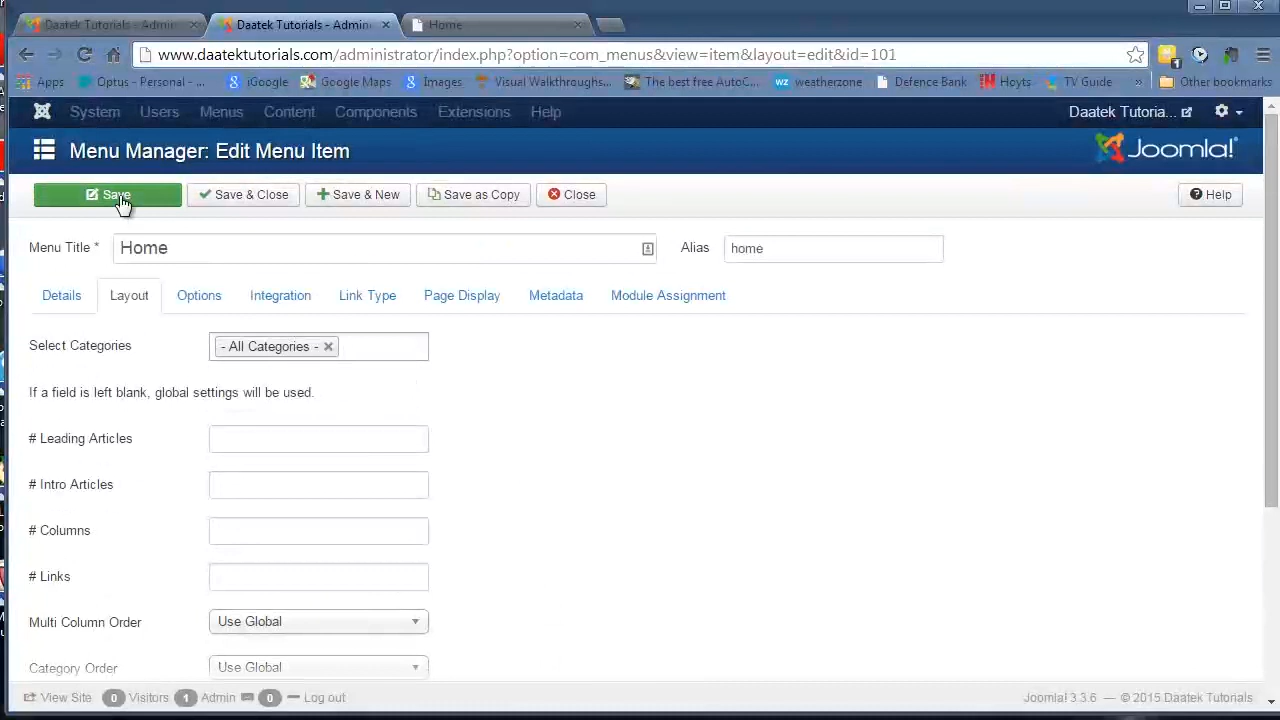 Daatek Tutorials - Admin
Daatek Tutorials - Admin
Home
www.daatektutorials.com/administrator/index.php?option=com_menus&view=item&layout=edit&id=101
Apps Optus - Personal - ... iGoogle Google Maps Images Visual Walkthroughs... The best free AutoC... wz weatherzone Defence Bank Hoyts TV Guide » Other bookmarks
System Users Menus Content Components Extensions Help Daatek Tutoria...
Menu Manager: Edit Menu Item Joomla!
Save Save & Close Save & New Save as Copy Close Help
Menu Title * Home Alias home
Details Layout Options Integration Link Type Page Display Metadata Module Assignment
Select Categories - All Categories -
If a field is left blank, global settings will be used.
# Leading Articles
# Intro Articles
# Columns
# Links
Multi Column Order Use Global
Category Order Use Global
View Site 0 Visitors 1 Admin 0 Log out Joomla! 3.3.6 — © 2015 Daatek Tutorials